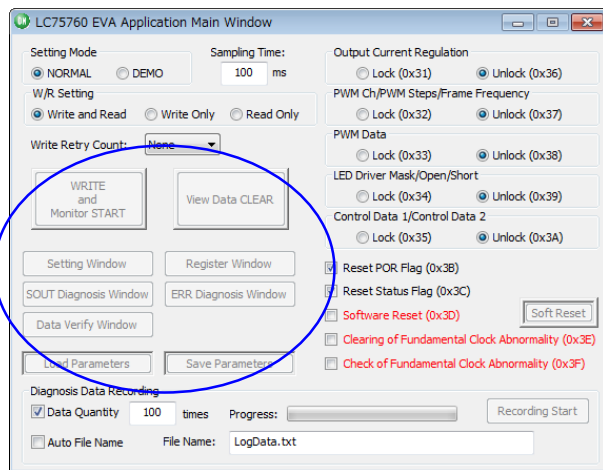 LC75760 EVA Application Main Window
Setting Mode
NORMAL DEMO
Sampling Time:
100 ms
W/R Setting
Write and Read Write Only Read Only
Write Retry Count: None
WRITE
and
Monitor START
View Data CLEAR
Setting Window Register Window
SOUT Diagnosis Window ERR Diagnosis Window
Data Verify Window
Load Parameters Save Parameters
Output Current Regulation
Lock (0x31) Unlock (0x36)
PWM Ch/PWM Steps/Frame Frequency
Lock (0x32) Unlock (0x37)
PWM Data
Lock (0x33) Unlock (0x38)
LED Driver Mask/Open/Short
Lock (0x34) Unlock (0x39)
Control Data 1/Control Data 2
Lock (0x35) Unlock (0x3A)
Reset POR Flag (0x3B)
Reset Status Flag (0x3C)
Software Reset (0x3D) Soft Reset
Clearing of Fundamental Clock Abnormality (0x3E)
Check of Fundamental Clock Abnormality (0x3F)
Diagnosis Data Recording
Data Quantity 100 times Progress: Recording Start
Auto File Name File Name: LogData.txt